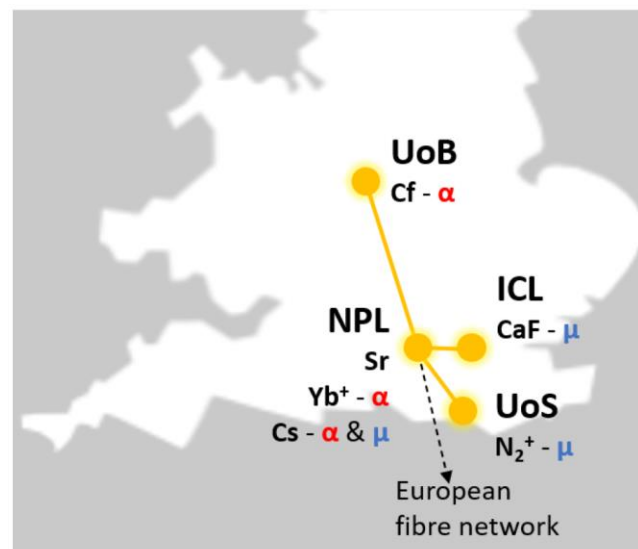 UoB
Cf - α
ICL
CaF - μ
NPL
Sr
Yb⁺ - α
Cs - α & μ
UoS
N₂⁺ - μ
European
fibre network